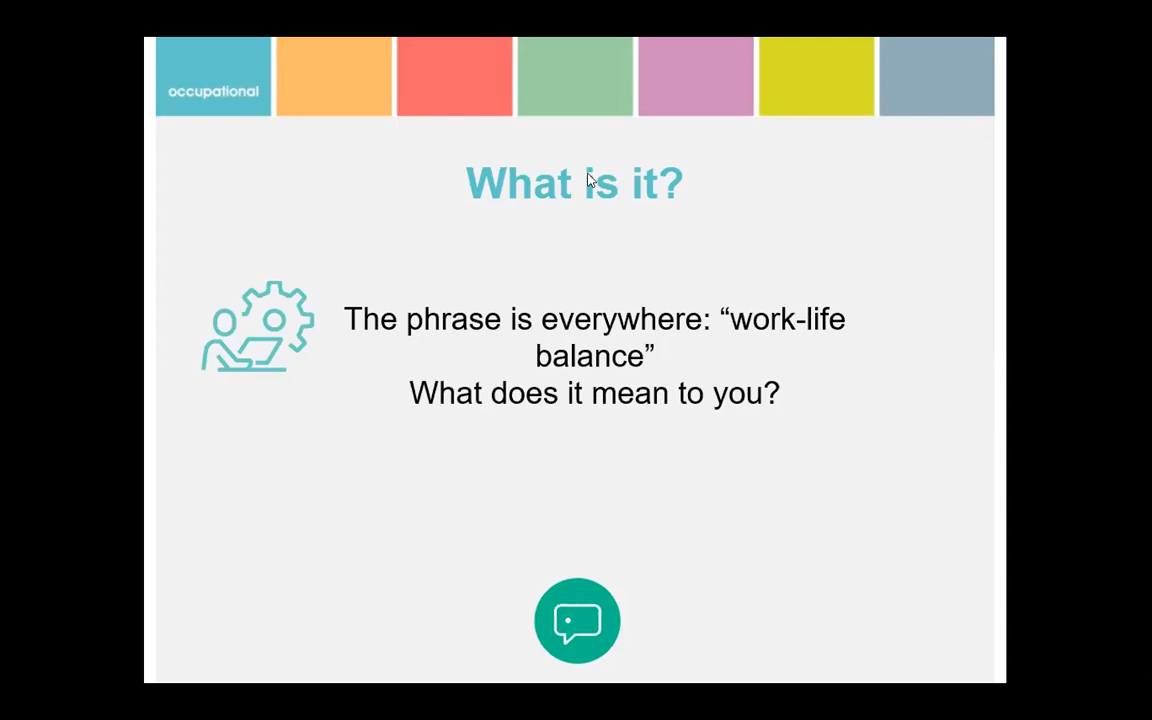 occupational
What is it?
The phrase is everywhere: “work-life
balance”
What does it mean to you?